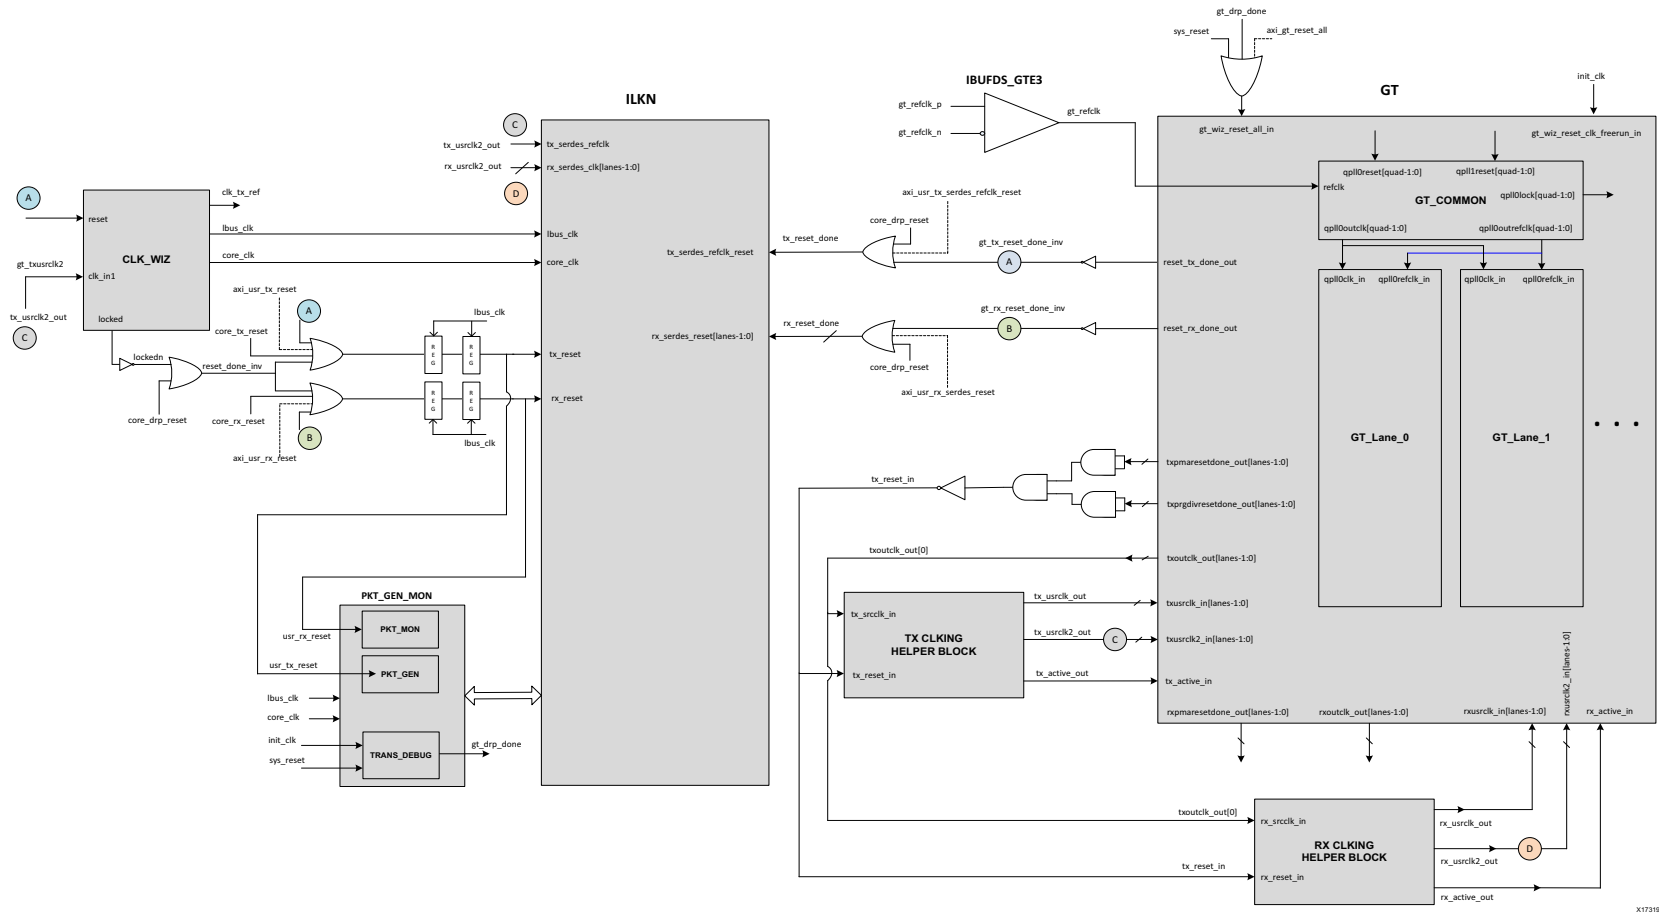 gt_drp_done
sys_reset
axi_gt_reset_all
IBUFDS_GTE3
init_clk
GT
ILKN
gt_refclk_p
gt_refclk
gt_refclk_n
gt_wiz_reset_all_in
gt_wiz_reset_clk_freerun_in
C
tx_usrclk2_out
tx_serdes_refclk
rx_usrclk2_out
rx_serdes_clk[lanes-1:0]
D
qpll0reset[quad-1:0]
qpll1reset[quad-1:0]
refclk
qpll0lock[quad-1:0]
GT_COMMON
qpll0outclk[quad-1:0]
qpll0outrefclk[quad-1:0]
A
clk_tx_ref
reset
lbus_clk
lbus_clk
CLK_WIZ
core_clk
core_clk
gt_txusrclk2
clk_in1
tx_usrclk2_out
C
locked
axi_usr_tx_serdes_refclk_reset
core_drp_reset
tx_reset_done
tx_serdes_refclk_reset
gt_tx_reset_done_inv
A
reset_tx_done_out
qpll0clk_in
qpll0refclk_in
qpll0clk_in
qpll0refclk_in
axi_usr_tx_reset
A
lbus_clk
core_tx_reset
REG
REG
tx_reset
lockedn
reset_done_inv
core_drp_reset
core_rx_reset
REG
REG
rx_reset
B
lbus_clk
axi_usr_rx_reset
gt_rx_reset_done_inv
rx_reset_done
rx_serdes_reset[lanes-1:0]
B
reset_rx_done_out
core_drp_reset
axi_usr_rx_serdes_reset
GT_Lane_0
GT_Lane_1
txpmaresetdone_out[lanes-1:0]
tx_reset_in
txprgdivresetdone_out[lanes-1:0]
txoutclk_out[0]
txoutclk_out[lanes-1:0]
PKT_GEN_MON
PKT_MON
usr_rx_reset
usr_tx_reset
PKT_GEN
lbus_clk
core_clk
init_clk
TRANS_DEBUG
gt_drp_done
sys_reset
tx_srcclk_in
tx_usrclk_out
txusrclk_in[lanes-1:0]
TX CLKING
HELPER BLOCK
tx_usrclk2_out
C
txusrclk2_in[lanes-1:0]
tx_reset_in
tx_active_out
tx_active_in
rxpmaresetdone_out[lanes-1:0]
rxoutclk_out[lanes-1:0]
rxusrclk_in[lanes-1:0]
rxusrclk2_in[lanes-1:0]
rx_active_in
txoutclk_out[0]
rx_srcclk_in
rx_usrclk_out
RX CLKING
HELPER BLOCK
D
rx_usrclk2_out
tx_reset_in
rx_reset_in
rx_active_out
X17319